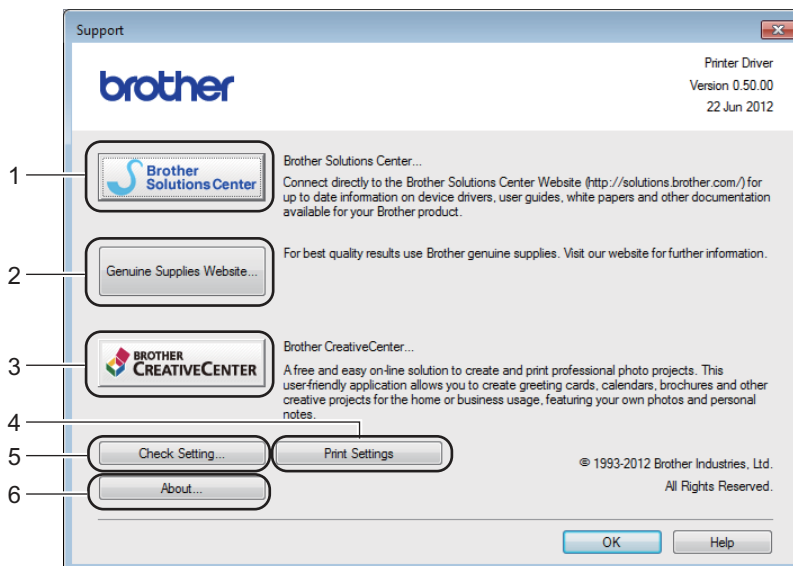 Support
brother
Printer Driver
Version 0.50.00
22 Jun 2012
1
Brother
Solutions Center
Brother Solutions Center...
Connect directly to the Brother Solutions Center Website (http://solutions.brother.com/) for
up to date information on device drivers, user guides, white papers and other documentation
available for your Brother product.
2
Genuine Supplies Website...
For best quality results use Brother genuine supplies. Visit our website for further information.
3
BROTHER
CREATIVECENTER
Brother CreativeCenter...
A free and easy on-line solution to create and print professional photo projects. This
user-friendly application allows you to create greeting cards, calendars, brochures and other
creative projects for the home or business usage, featuring your own photos and personal
notes.
4
5
Check Setting...
Print Settings
6
About...
© 1993-2012 Brother Industries, Ltd.
All Rights Reserved.
OK
Help